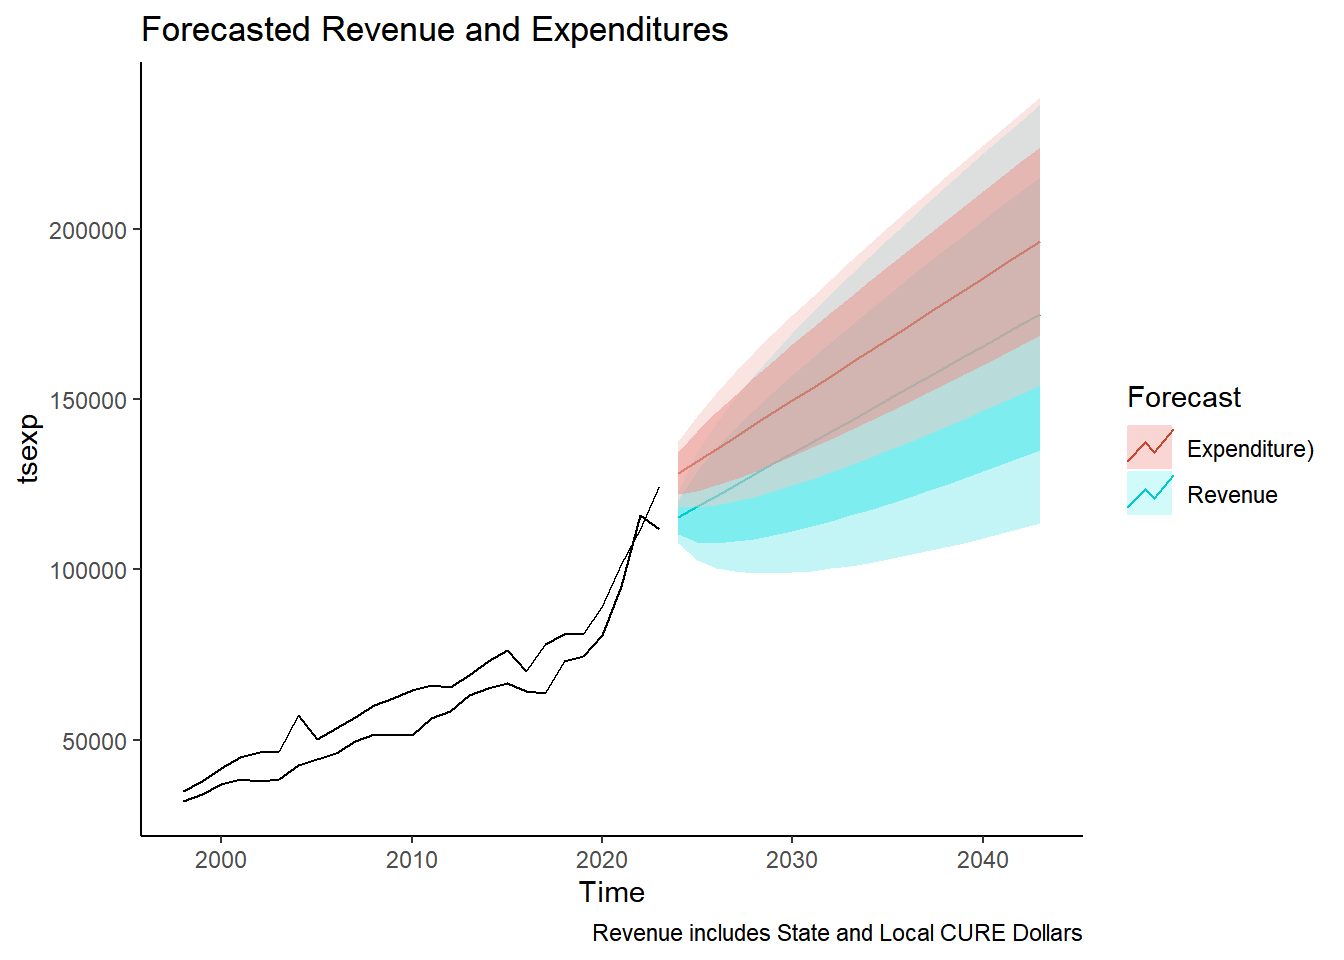 Forecasted Revenue and Expenditures
tsexp
200000
150000
100000
50000
2000 2010 2020 2030 2040
Time
Forecast
Expenditure)
Revenue
Revenue includes State and Local CURE Dollars